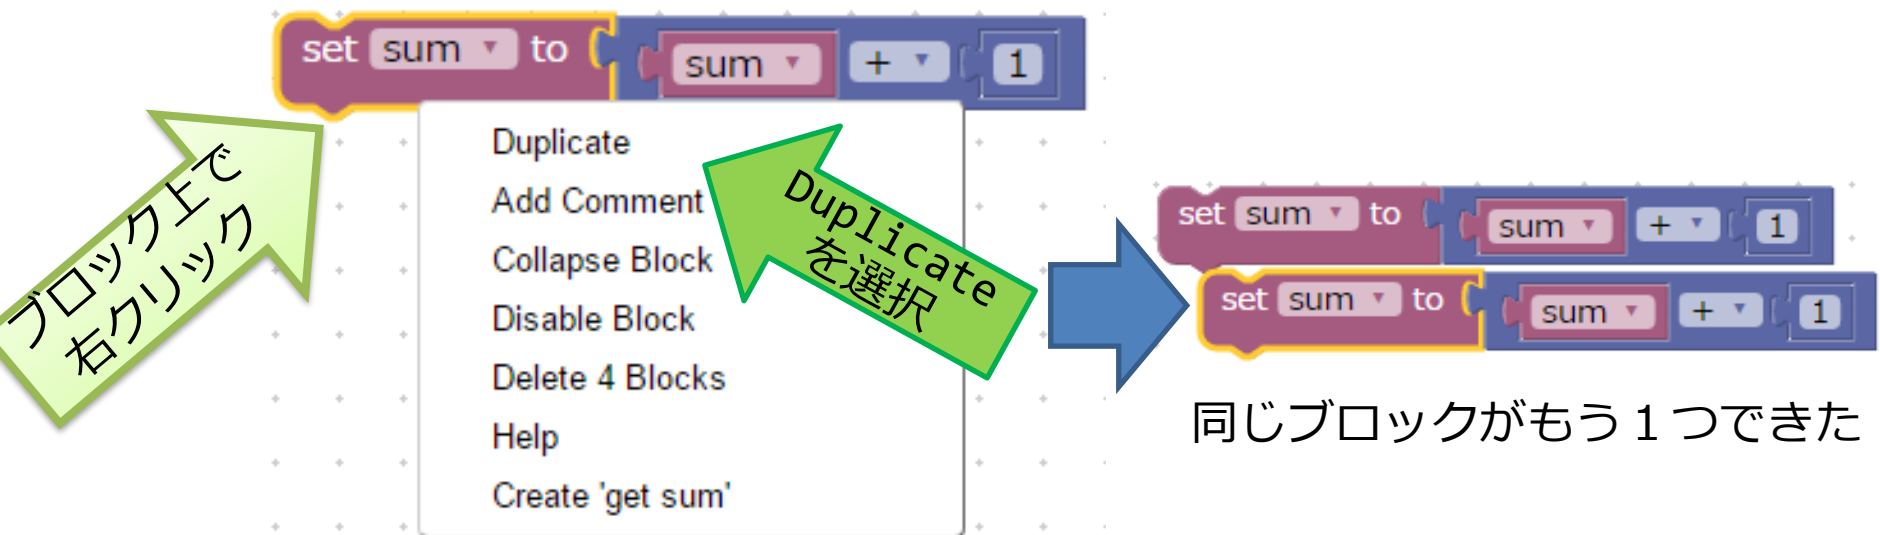 set sum to sum + 1
ブロック上で
右クリック
Duplicate
Add Comment
Collapse Block
Disable Block
Delete 4 Blocks
Help
Create 'get sum'
Duplicate
を選択
set sum to sum + 1
set sum to sum + 1
同じブロックがもう１つできた